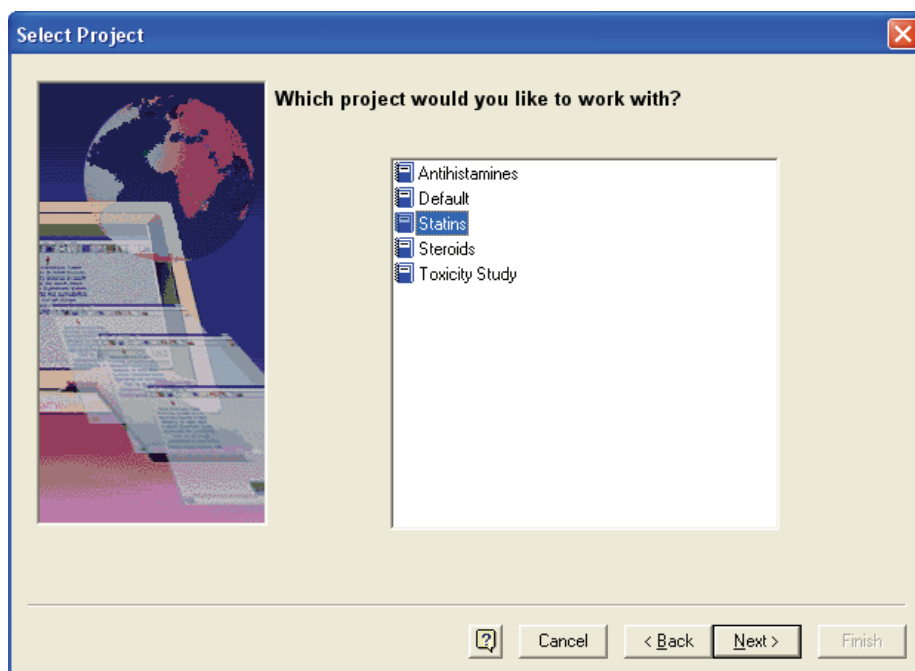 Select Project
Which project would you like to work with?
Antihistamines
Default
Statins
Steroids
Toxicity Study
?
Cancel
< Back
Next >
Finish